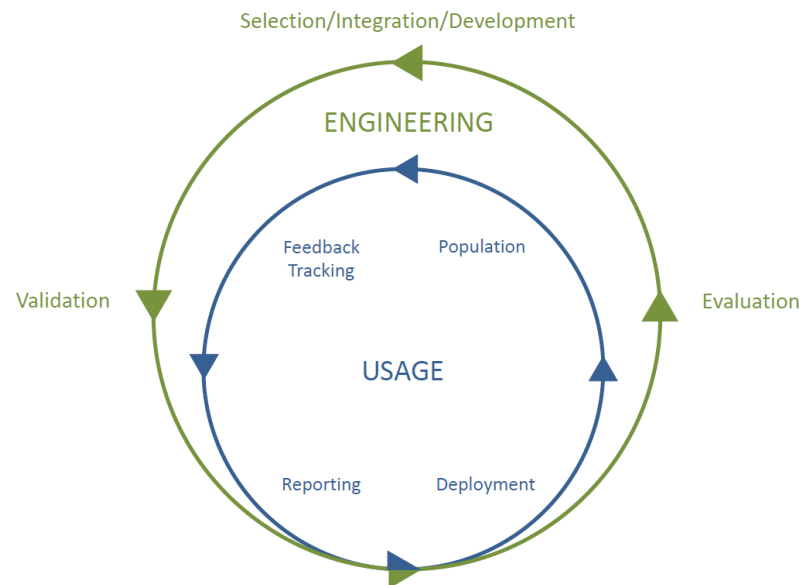 Selection/Integration/Development
ENGINEERING
Feedback
Tracking
Population
Validation
Evaluation
USAGE
Reporting
Deployment